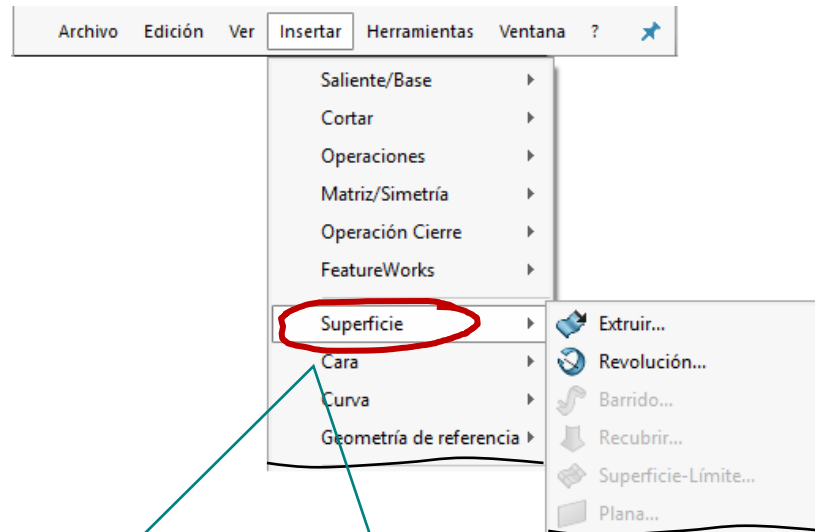 Archivo Edición Ver Insertar Herramientas Ventana ?
Saliente/Base
Cortar
Operaciones
Matriz/Simetría
Operación Cierre
FeatureWorks
Superficie
Cara
Curva
Geometría de referencia
Extruir...
Revolución...
Barrido...
Recubrir...
Superficie-Límite...
Plana...